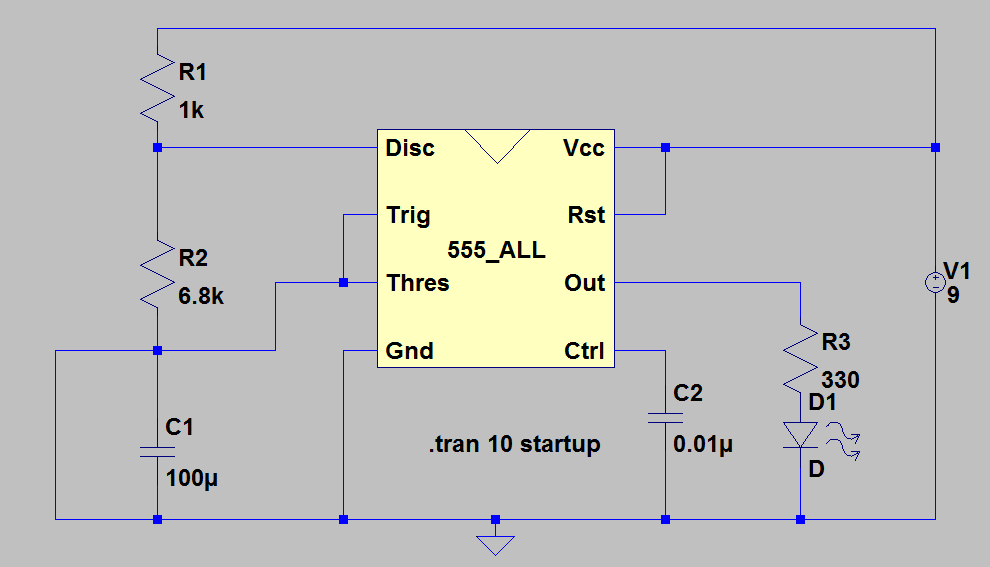 R1
1k
Disc
Vcc
Trig
Rst
555_ALL
R2
6.8k
Thres
Out
V1
9
+
−
Gnd
Ctrl
R3
330
C2
0.01µ
D1
D
C1
100µ
.tran 10 startup